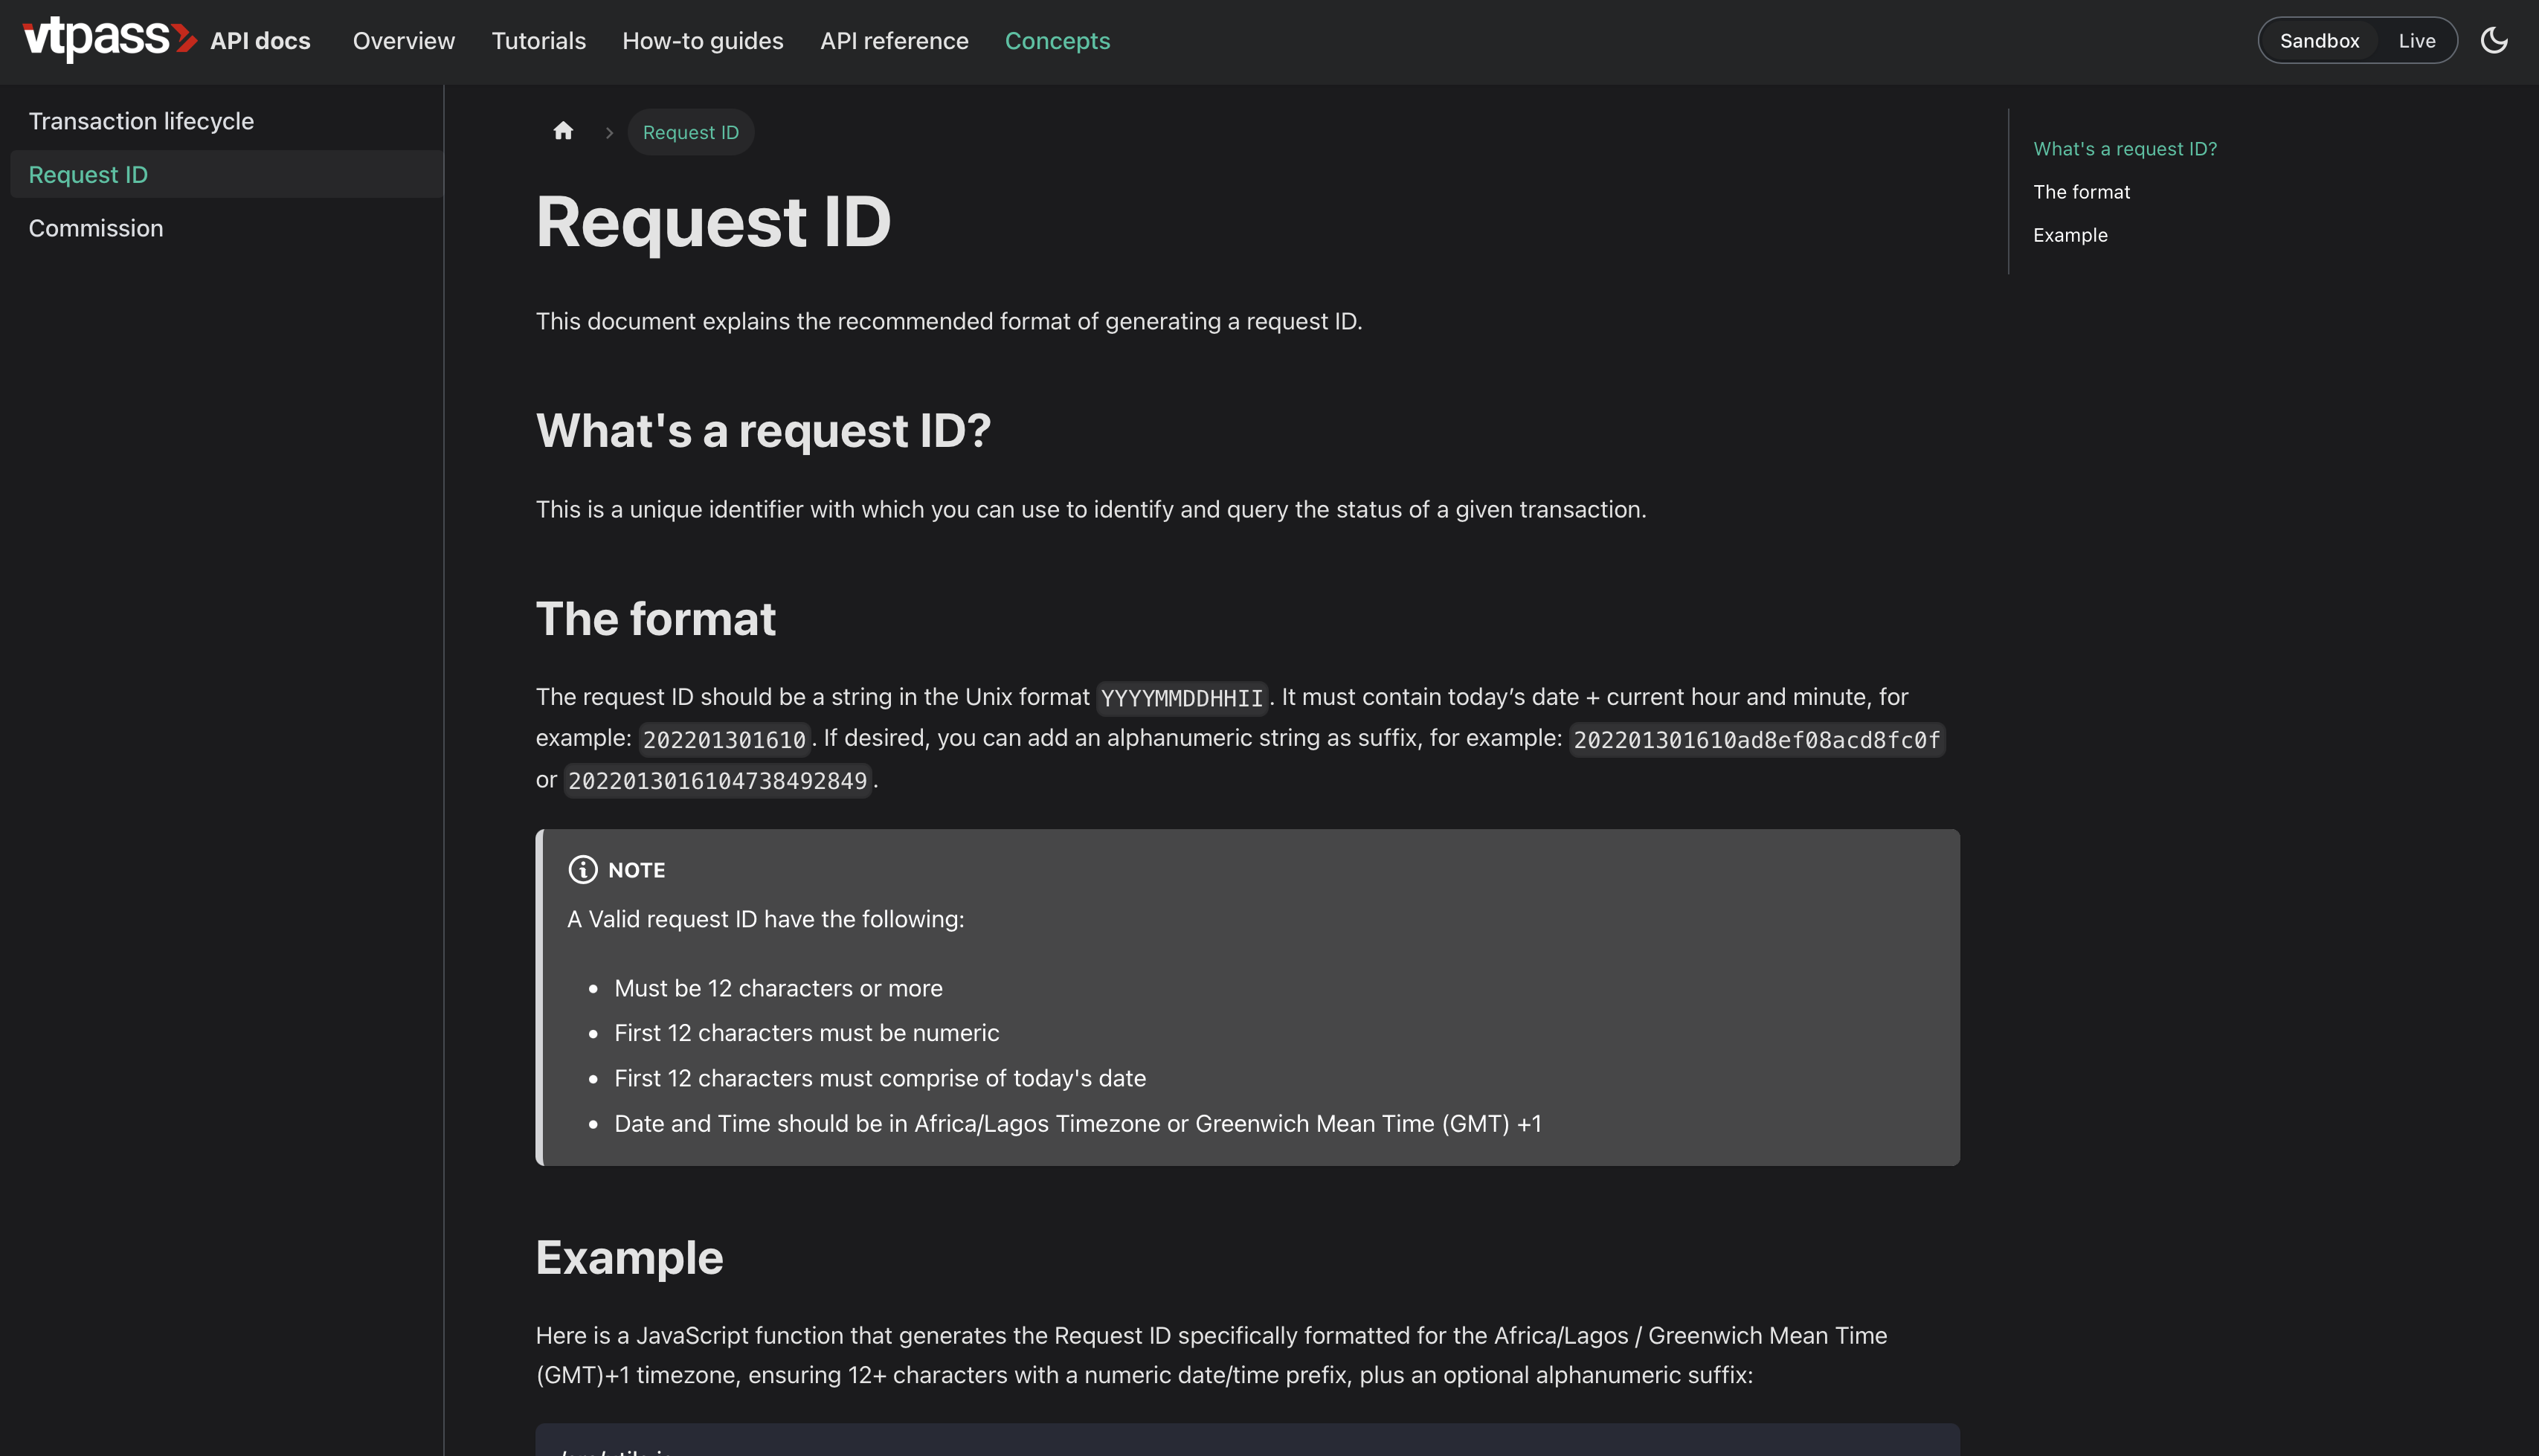 vtpass API docs Overview Tutorials How-to guides API reference Concepts Sandbox Live
Transaction lifecycle
Request ID
Commission
Request ID
Request ID
This document explains the recommended format of generating a request ID.
What's a request ID?
This is a unique identifier with which you can use to identify and query the status of a given transaction.
The format
The request ID should be a string in the Unix format YYYYMMDDHHII. It must contain today’s date + current hour and minute, for
example: 202201301610. If desired, you can add an alphanumeric string as suffix, for example: 202201301610ad8ef08acd8fc0f
or 2022013016104738492849.
NOTE
A Valid request ID have the following:
• Must be 12 characters or more
• First 12 characters must be numeric
• First 12 characters must comprise of today's date
• Date and Time should be in Africa/Lagos Timezone or Greenwich Mean Time (GMT) +1
Example
Here is a JavaScript function that generates the Request ID specifically formatted for the Africa/Lagos / Greenwich Mean Time
(GMT)+1 timezone, ensuring 12+ characters with a numeric date/time prefix, plus an optional alphanumeric suffix:
What's a request ID?
The format
Example